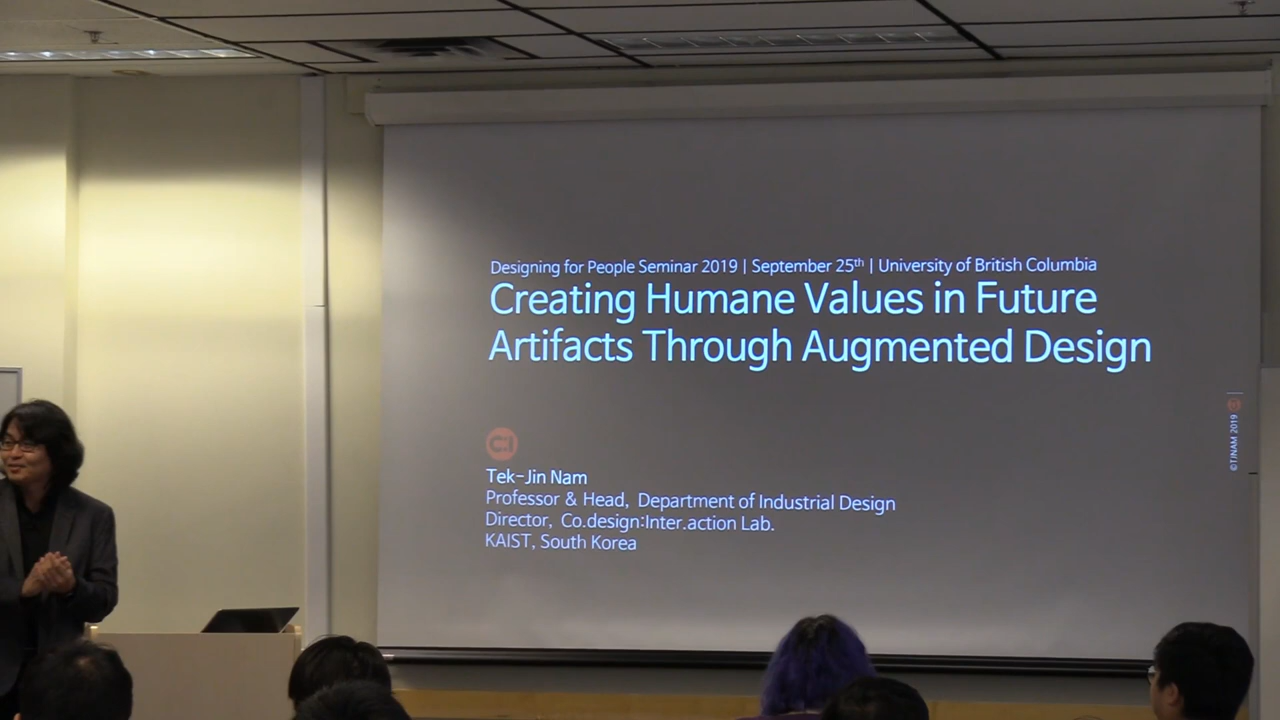 Designing for People Seminar 2019 | September 25th | University of British Columbia
Creating Humane Values in Future
Artifacts Through Augmented Design
Tek-Jin Nam
Professor & Head, Department of Industrial Design
Director, Co.design:Inter.action Lab.
KAIST, South Korea
©TJNAM 2019